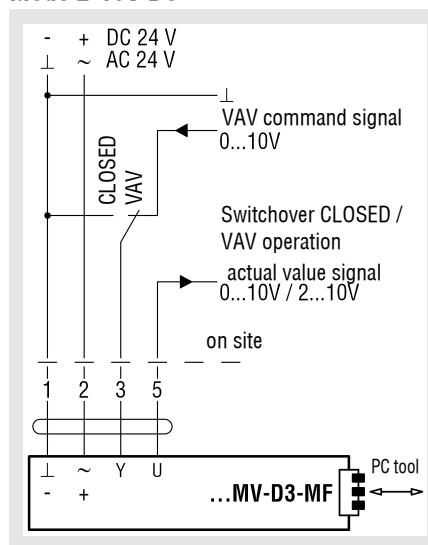 - + DC 24 V
⊥ ~ AC 24 V
⊥
VAV command signal
0...10V
CLOSED
VAV
Switchover CLOSED /
VAV operation
actual value signal
0...10V / 2...10V
on site
1 2 3 5
⊥ ~ Y U
- +
...MV-D3-MF
PC tool